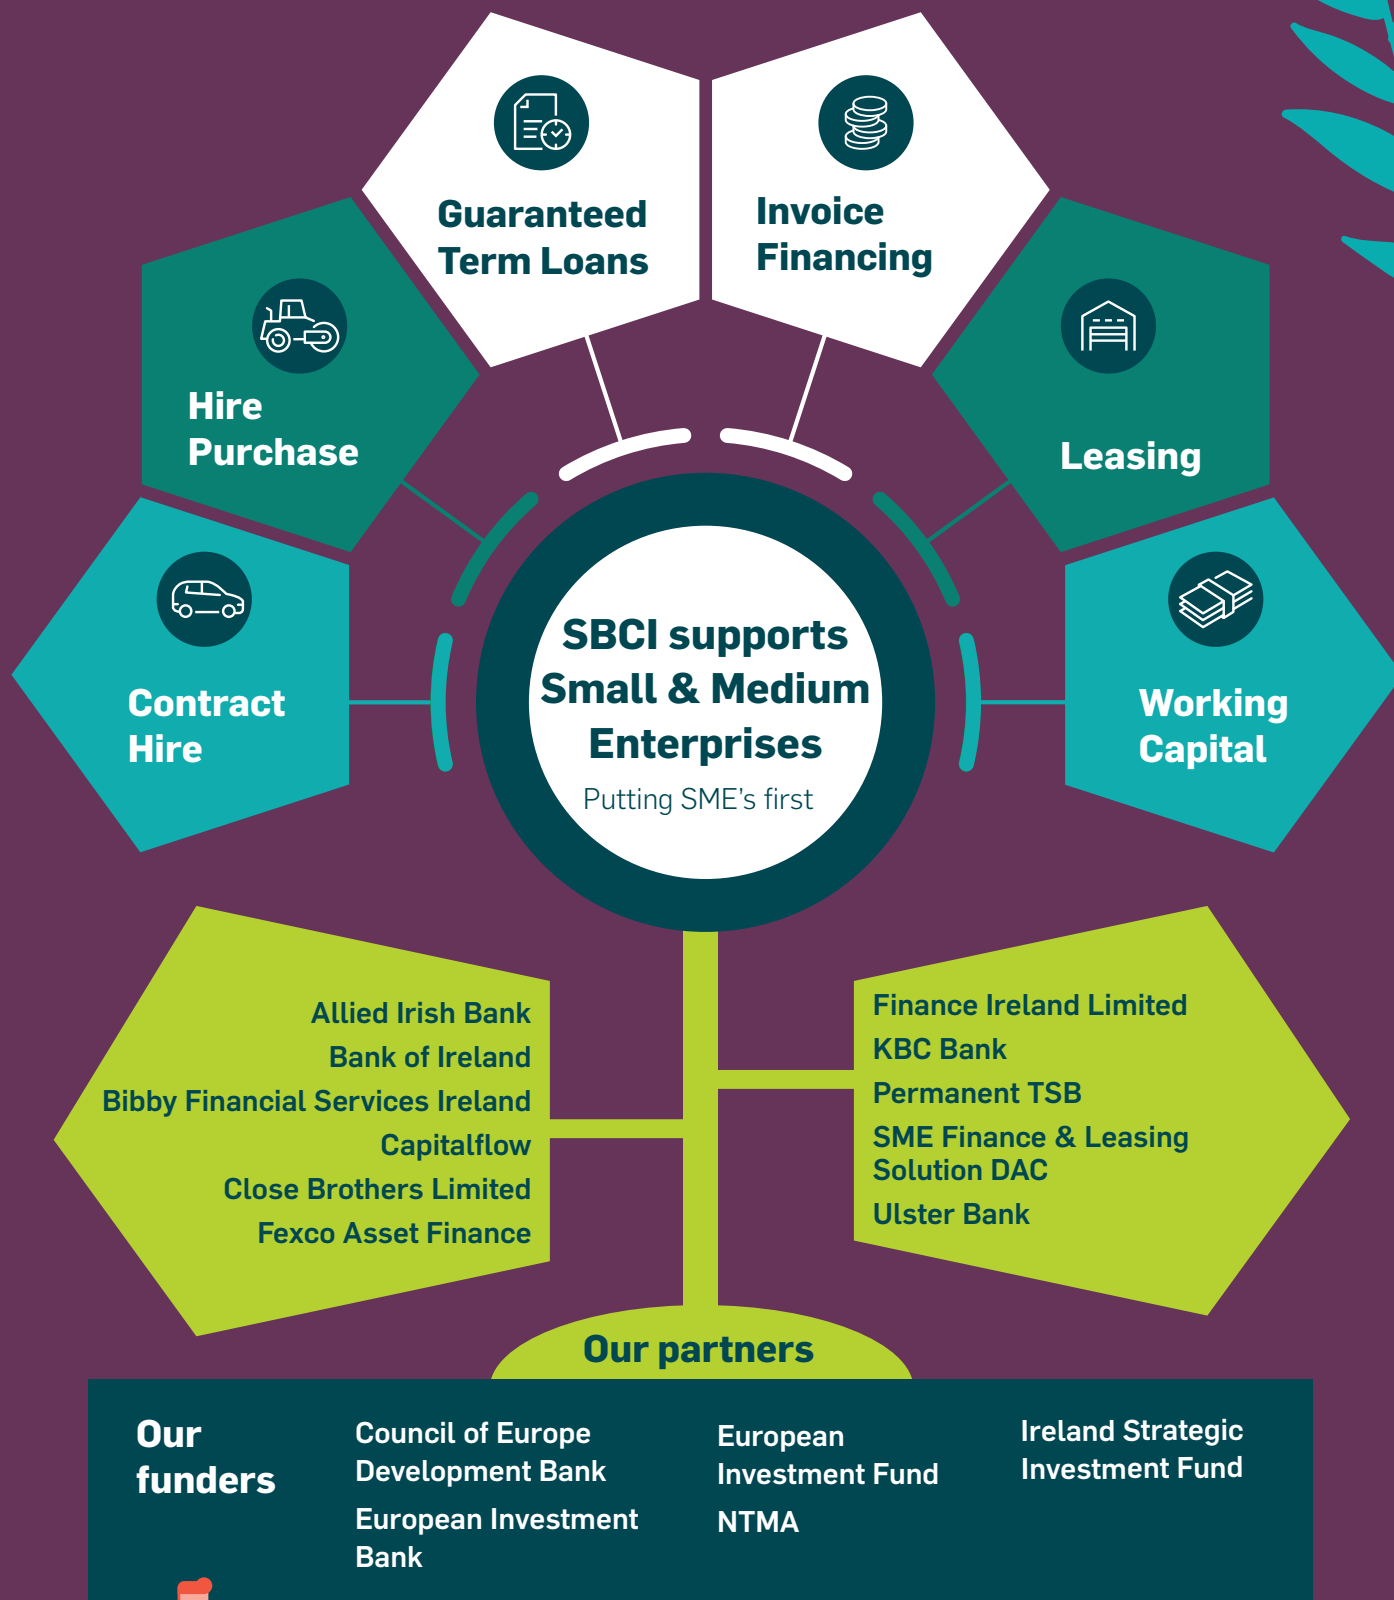 Guaranteed
Term Loans
Invoice
Financing
Hire
Purchase
Leasing
Contract
Hire
Working
Capital
SBCI supports
Small & Medium
Enterprises
Putting SME's first
Allied Irish Bank
Bank of Ireland
Bibby Financial Services Ireland
Capitalflow
Close Brothers Limited
Fexco Asset Finance
Finance Ireland Limited
KBC Bank
Permanent TSB
SME Finance & Leasing
Solution DAC
Ulster Bank
Our partners
Our
funders
Council of Europe
Development Bank
European Investment
Bank
European
Investment Fund
NTMA
Ireland Strategic
Investment Fund